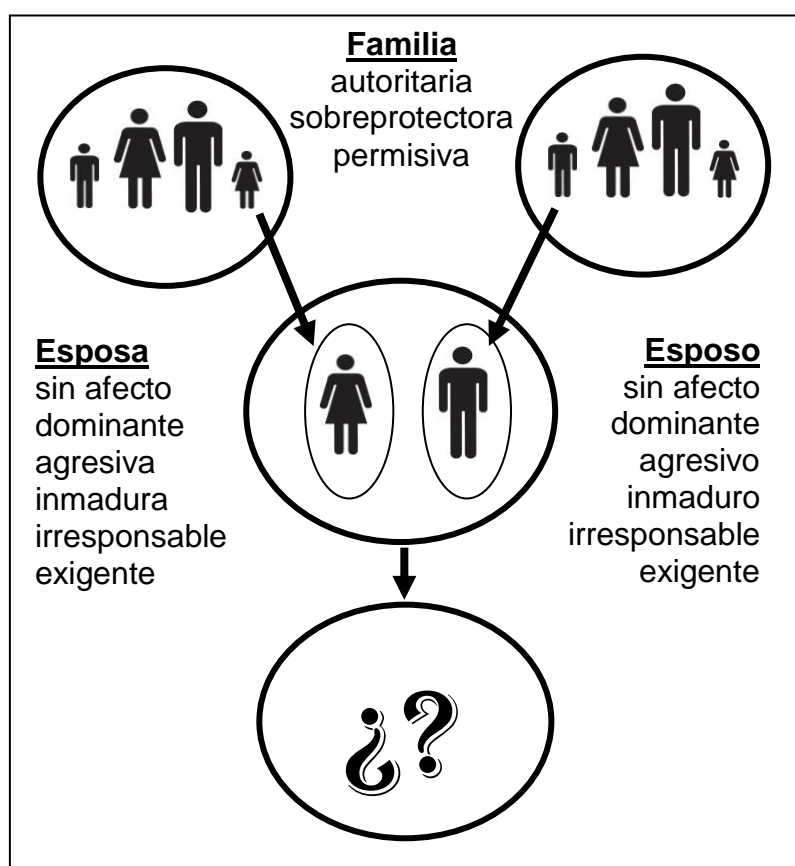 Familia
autoritaria
sobreprotectora
permisiva
Esposa
sin afecto
dominante
agresiva
inmadura
irresponsable
exigente
Esposo
sin afecto
dominante
agresivo
inmaduro
irresponsable
exigente
¿?